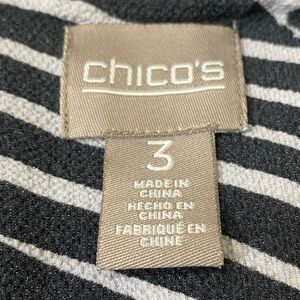 chico's
3
MADE IN
CHINA
HECHO EN
CHINA
FABRIQUÉ EN
CHINE